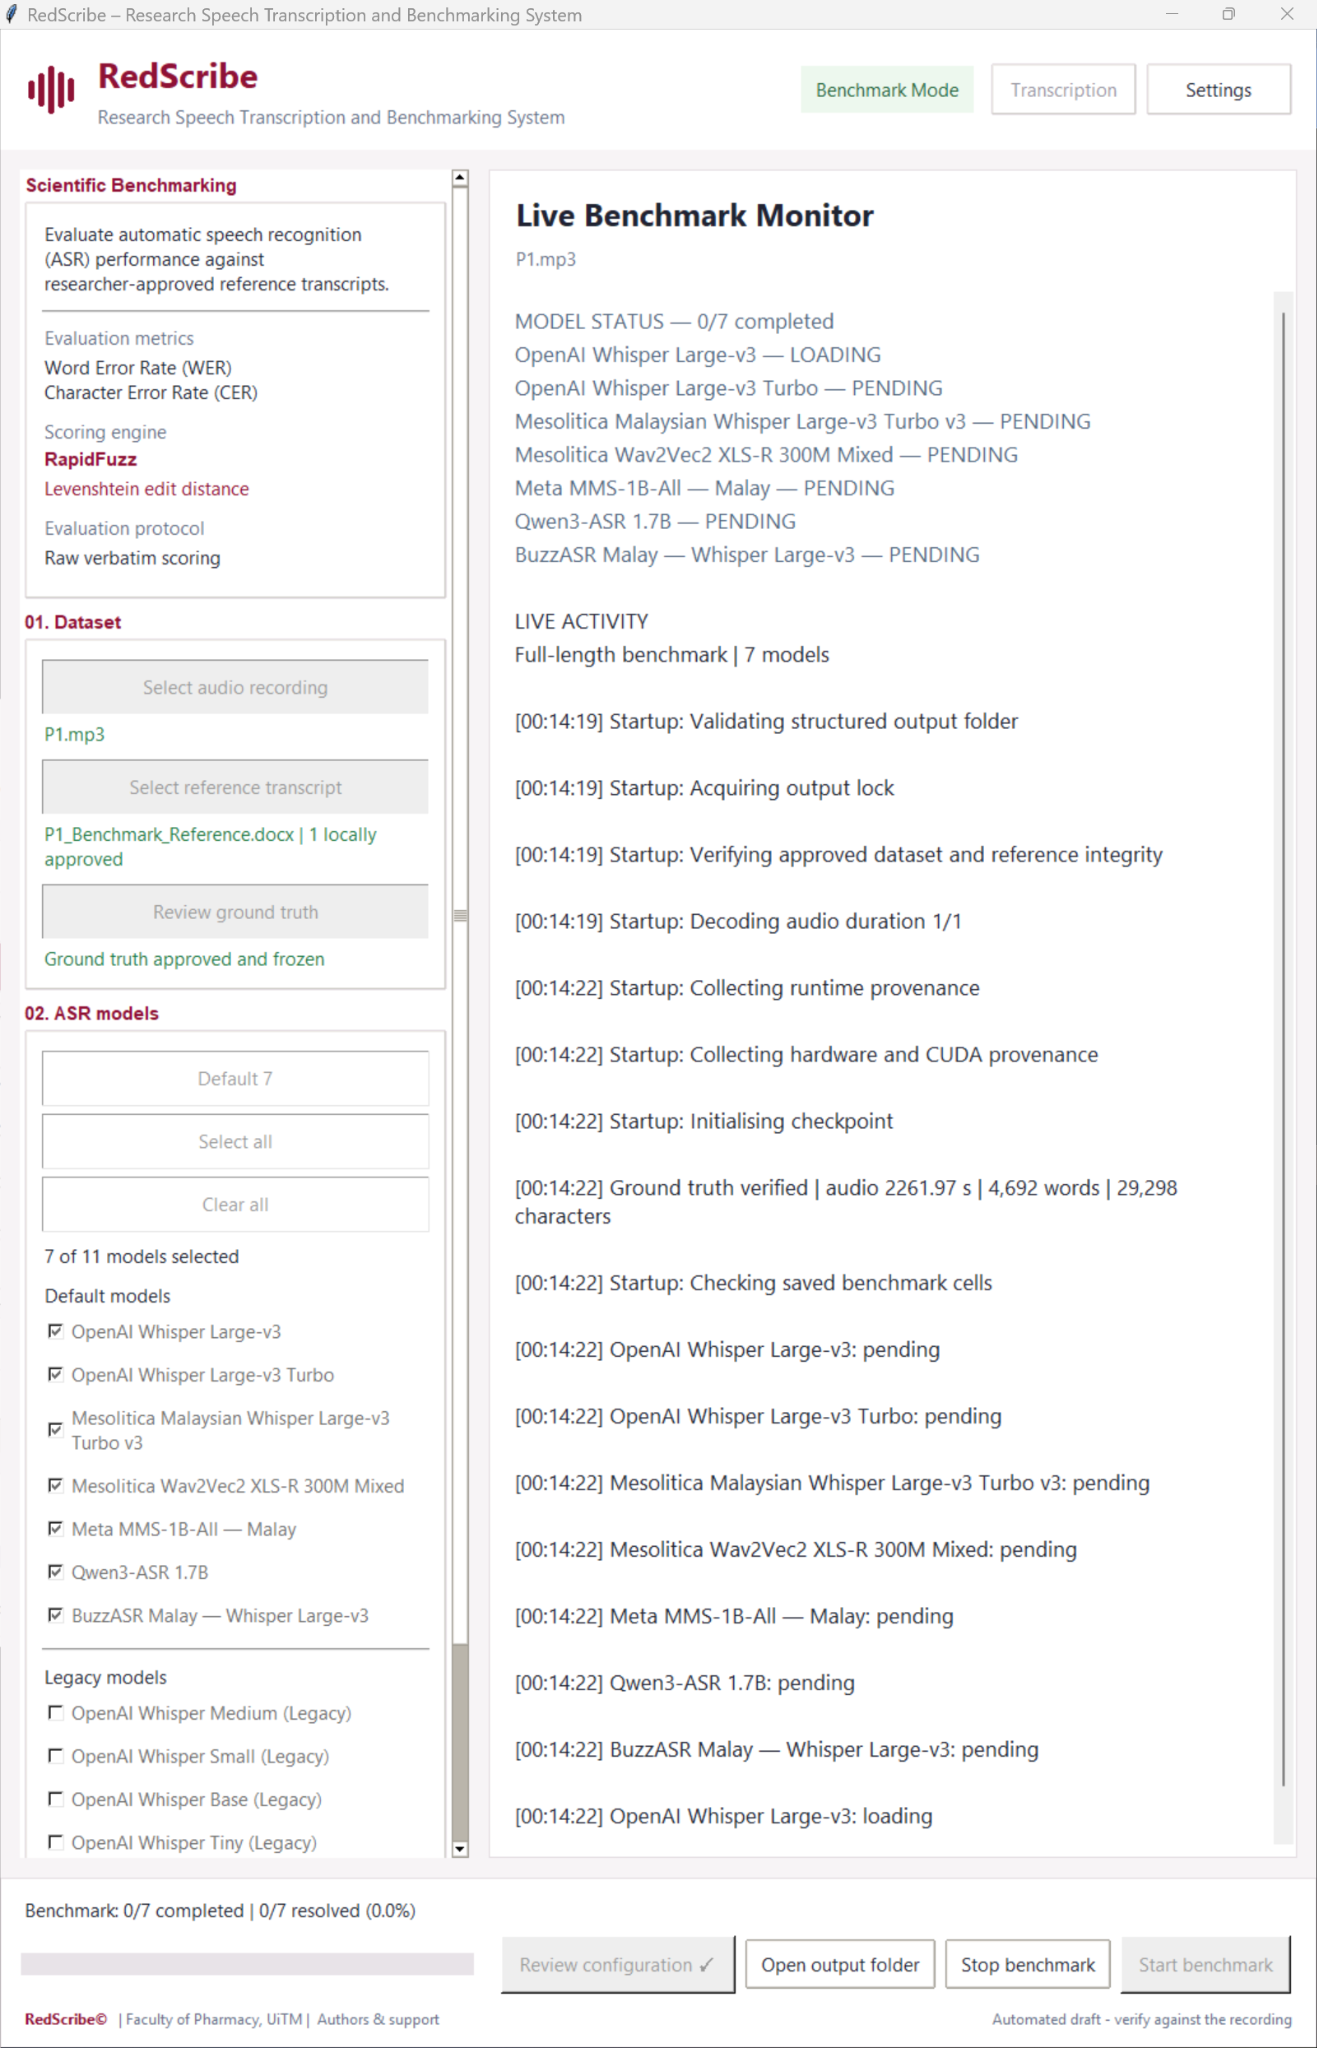 RedScribe – Research Speech Transcription and Benchmarking System
RedScribe
Research Speech Transcription and Benchmarking System
Benchmark Mode
Transcription
Settings
Scientific Benchmarking
Evaluate automatic speech recognition
(ASR) performance against
researcher-approved reference transcripts.
Evaluation metrics
Word Error Rate (WER)
Character Error Rate (CER)
Scoring engine
RapidFuzz
Levenshtein edit distance
Evaluation protocol
Raw verbatim scoring
01. Dataset
Select audio recording
P1.mp3
Select reference transcript
P1_Benchmark_Reference.docx | 1 locally
approved
Review ground truth
Ground truth approved and frozen
02. ASR models
Default 7
Select all
Clear all
7 of 11 models selected
Default models
OpenAI Whisper Large-v3
OpenAI Whisper Large-v3 Turbo
Mesolitica Malaysian Whisper Large-v3
Turbo v3
Mesolitica Wav2Vec2 XLS-R 300M Mixed
Meta MMS-1B-All — Malay
Qwen3-ASR 1.7B
BuzzASR Malay — Whisper Large-v3
Legacy models
OpenAI Whisper Medium (Legacy)
OpenAI Whisper Small (Legacy)
OpenAI Whisper Base (Legacy)
OpenAI Whisper Tiny (Legacy)
Live Benchmark Monitor
P1.mp3
MODEL STATUS — 0/7 completed
OpenAI Whisper Large-v3 — LOADING
OpenAI Whisper Large-v3 Turbo — PENDING
Mesolitica Malaysian Whisper Large-v3 Turbo v3 — PENDING
Mesolitica Wav2Vec2 XLS-R 300M Mixed — PENDING
Meta MMS-1B-All — Malay — PENDING
Qwen3-ASR 1.7B — PENDING
BuzzASR Malay — Whisper Large-v3 — PENDING
LIVE ACTIVITY
Full-length benchmark | 7 models
[00:14:19] Startup: Validating structured output folder
[00:14:19] Startup: Acquiring output lock
[00:14:19] Startup: Verifying approved dataset and reference integrity
[00:14:19] Startup: Decoding audio duration 1/1
[00:14:22] Startup: Collecting runtime provenance
[00:14:22] Startup: Collecting hardware and CUDA provenance
[00:14:22] Startup: Initialising checkpoint
[00:14:22] Ground truth verified | audio 2261.97 s | 4,692 words | 29,298
characters
[00:14:22] Startup: Checking saved benchmark cells
[00:14:22] OpenAI Whisper Large-v3: pending
[00:14:22] OpenAI Whisper Large-v3 Turbo: pending
[00:14:22] Mesolitica Malaysian Whisper Large-v3 Turbo v3: pending
[00:14:22] Mesolitica Wav2Vec2 XLS-R 300M Mixed: pending
[00:14:22] Meta MMS-1B-All — Malay: pending
[00:14:22] Qwen3-ASR 1.7B: pending
[00:14:22] BuzzASR Malay — Whisper Large-v3: pending
[00:14:22] OpenAI Whisper Large-v3: loading
Benchmark: 0/7 completed | 0/7 resolved (0.0%)
Review configuration ✓
Open output folder
Stop benchmark
Start benchmark
RedScribe© | Faculty of Pharmacy, UiTM | Authors & support
Automated draft - verify against the recording